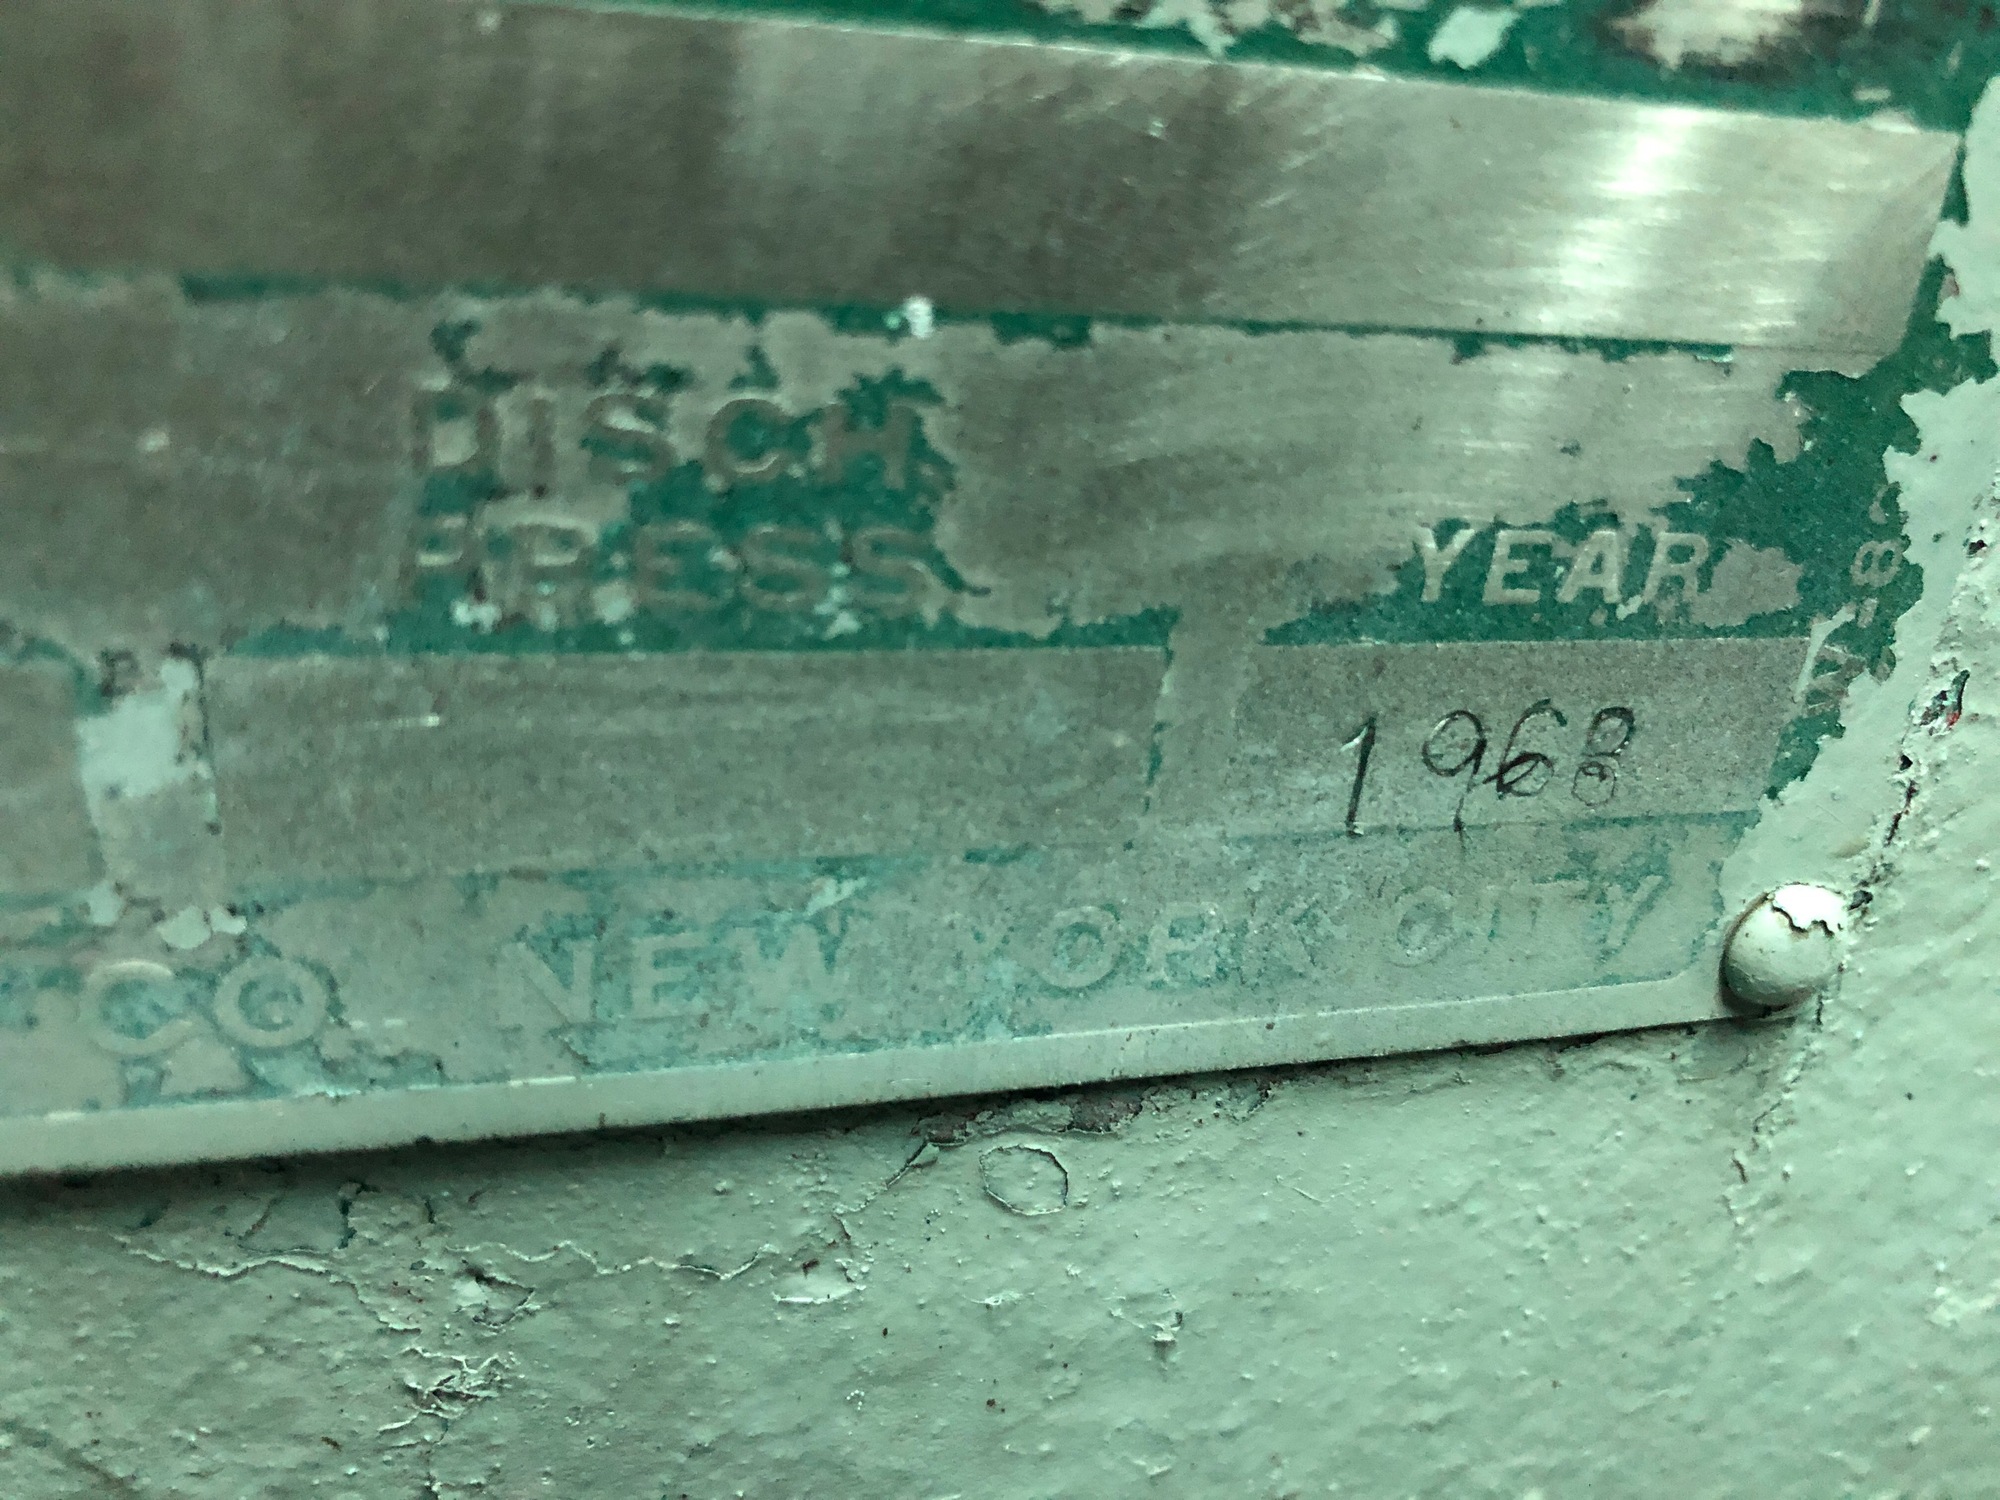 DISCH
PRESS
YEAR
1968
CO NEW YORK CITY